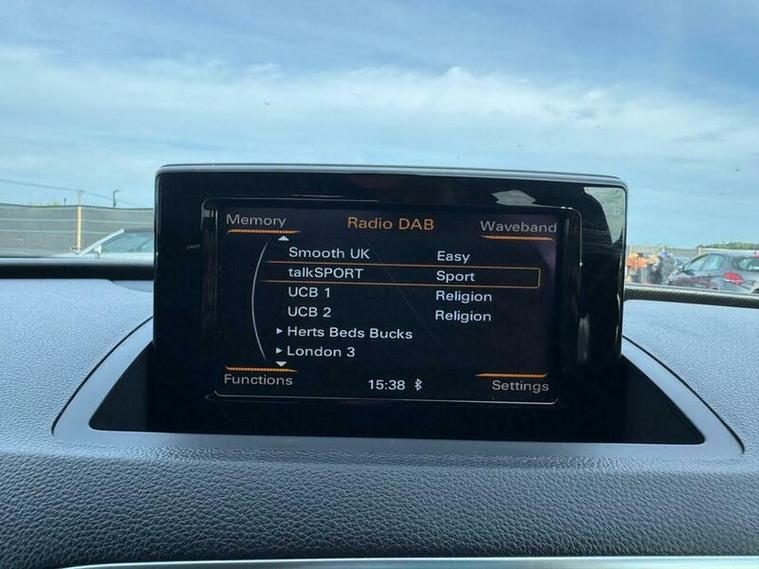 Memory Radio DAB Waveband
Smooth UK Easy
talkSPORT Sport
UCB 1 Religion
UCB 2 Religion
Herts Beds Bucks
London 3
Functions 15:38 Settings